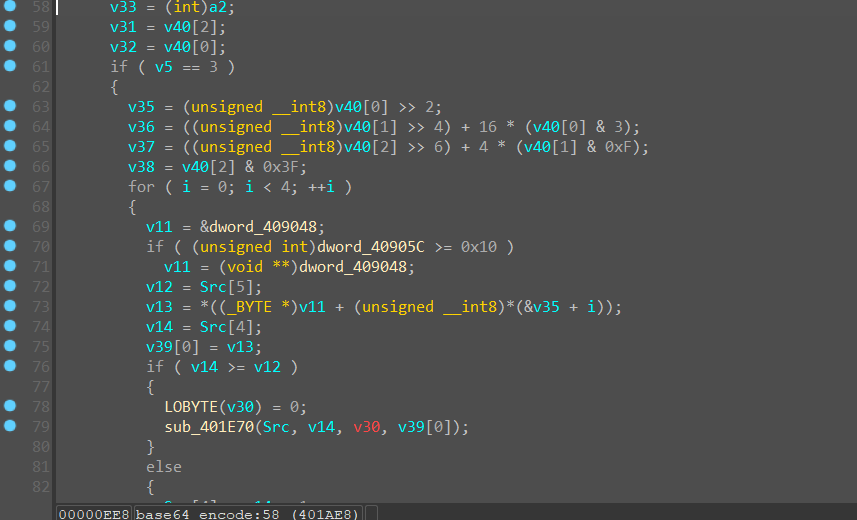 58 v33 = (int)a2;
59 v31 = v40[2];
60 v32 = v40[0];
61 if ( v5 == 3 )
62 {
63 v35 = (unsigned __int8)v40[0] >> 2;
64 v36 = ((unsigned __int8)v40[1] >> 4) + 16 * (v40[0] & 3);
65 v37 = ((unsigned __int8)v40[2] >> 6) + 4 * (v40[1] & 0xF);
66 v38 = v40[2] & 0x3F;
67 for ( i = 0; i < 4; ++i )
68 {
69 v11 = &dword_409048;
70 if ( (unsigned int)dword_40905C >= 0x10 )
71 v11 = (void **)dword_409048;
72 v12 = Src[5];
73 v13 = *((_BYTE *)v11 + (unsigned __int8)*(&v35 + i));
74 v14 = Src[4];
75 v39[0] = v13;
76 if ( v14 >= v12 )
77 {
78 LOBYTE(v30) = 0;
79 sub_401E70(Src, v14, v30, v39[0]);
80 }
81 else
82 {
00000EE8 base64_encode:58 (401AE8)